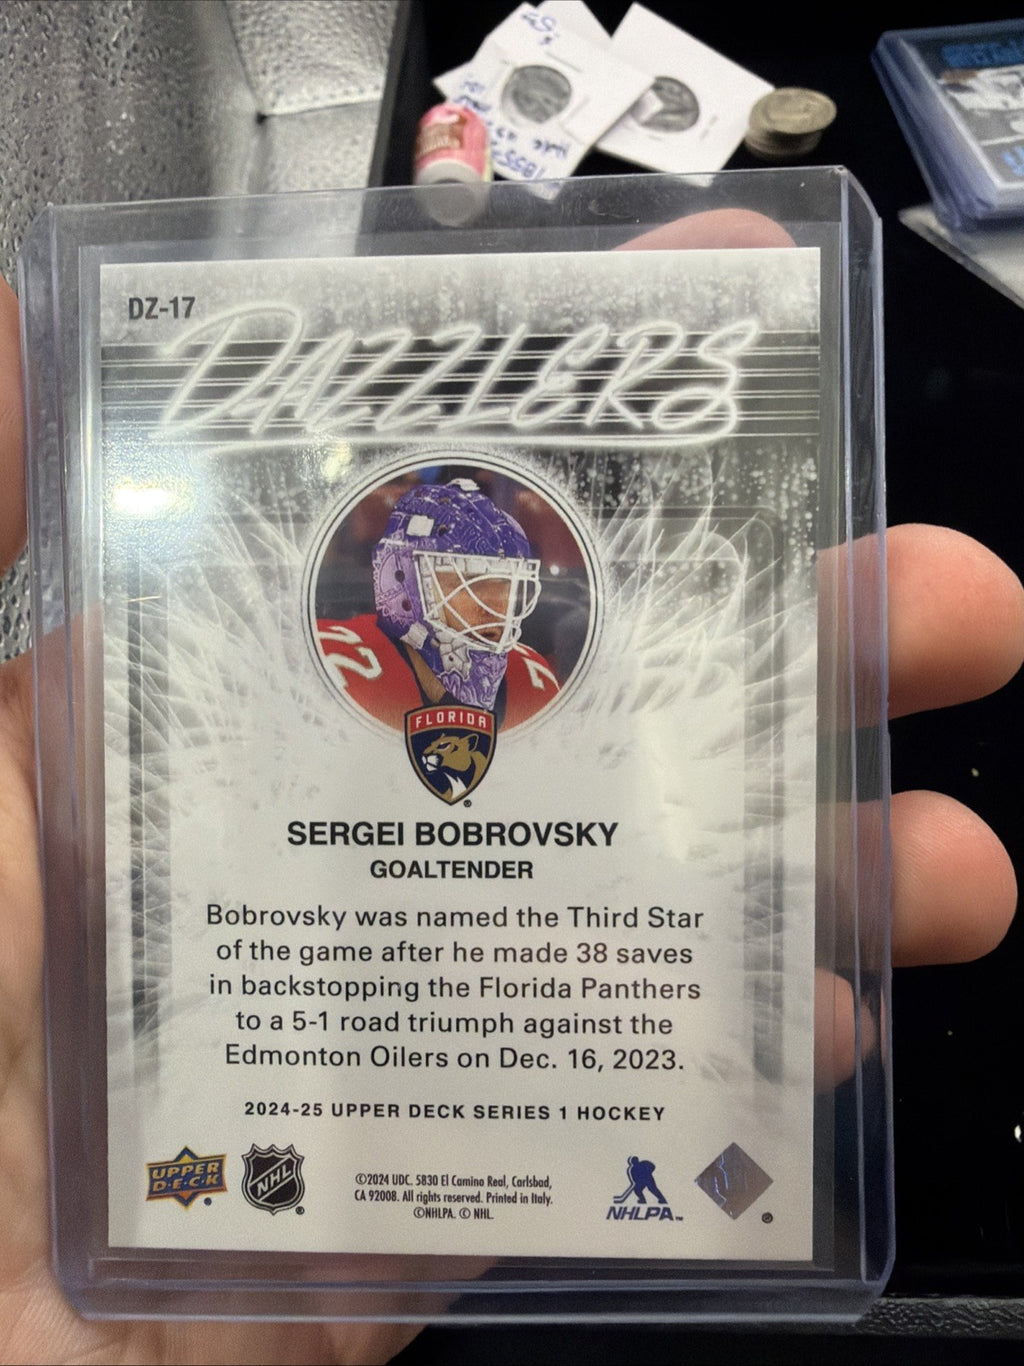 DZ-17
DAZZLERS
72
FLORIDA
SERGEI BOBROVSKY
GOALTENDER
Bobrovsky was named the Third Star
of the game after he made 38 saves
in backstopping the Florida Panthers
to a 5-1 road triumph against the
Edmonton Oilers on Dec. 16, 2023.
2024-25 UPPER DECK SERIES 1 HOCKEY
UPPER
D·E·C·K
NHL
©2024 UDC. 5830 El Camino Real, Carlsbad,
CA 92008. All rights reserved. Printed in Italy.
©NHLPA. © NHL.
NHLPA™